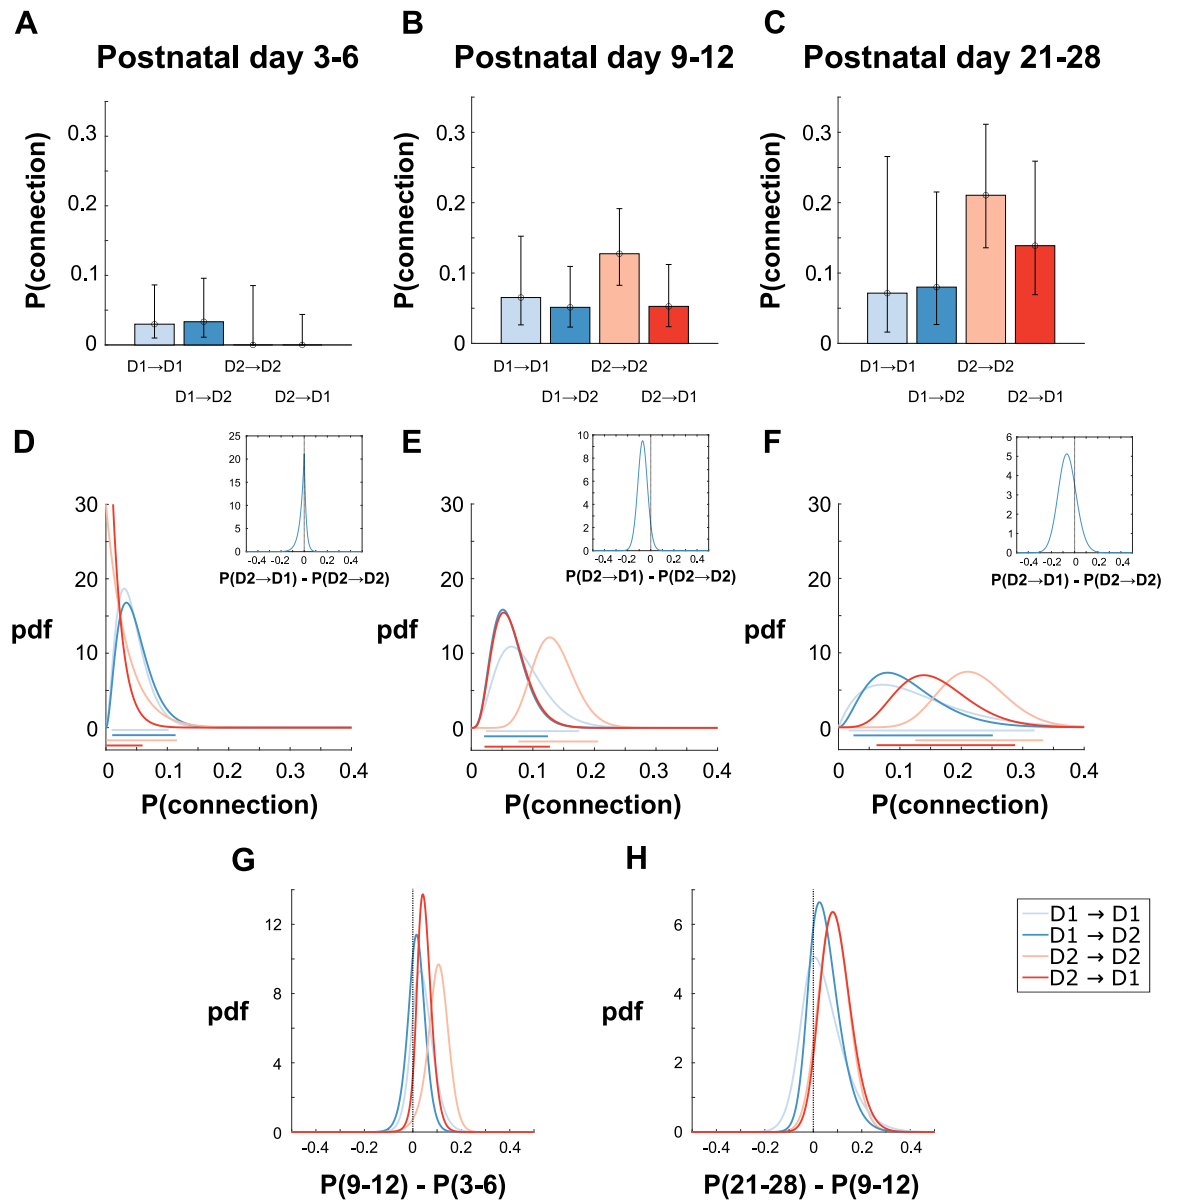 A
B
C
Postnatal day 3-6
Postnatal day 9-12
Postnatal day 21-28
P(connection)
0.3
0.2
0.1
0
D1→D1
D2→D2
D1→D2
D2→D1
P(connection)
0.3
0.2
0.1
0
D1→D1
D2→D2
D1→D2
D2→D1
P(connection)
0.3
0.2
0.1
0
D1→D1
D2→D2
D1→D2
D2→D1
D
25
20
15
10
5
0
-0.4 -0.2 0 0.2 0.4
P(D2→D1) - P(D2→D2)
30
20
10
0
pdf
0 0.1 0.2 0.3 0.4
P(connection)
E
10
8
6
4
2
0
-0.4 -0.2 0 0.2 0.4
P(D2→D1) - P(D2→D2)
30
20
10
0
pdf
0 0.1 0.2 0.3 0.4
P(connection)
F
6
5
4
3
2
1
0
-0.4 -0.2 0 0.2 0.4
P(D2→D1) - P(D2→D2)
30
20
10
0
pdf
0 0.1 0.2 0.3 0.4
P(connection)
G
12
8
4
0
pdf
-0.4 -0.2 0 0.2 0.4
P(9-12) - P(3-6)
H
6
4
2
0
pdf
-0.4 -0.2 0 0.2 0.4
P(21-28) - P(9-12)
D1 → D1
D1 → D2
D2 → D2
D2 → D1